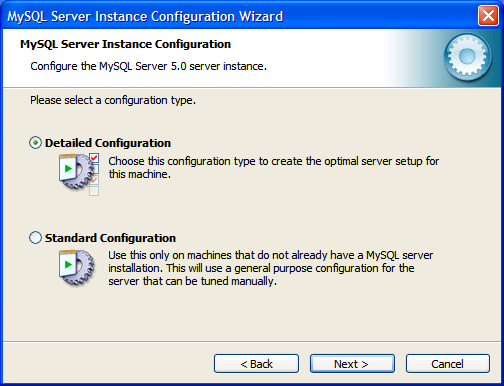 MySQL Server Instance Configuration Wizard
MySQL Server Instance Configuration
Configure the MySQL Server 5.0 server instance.
Please select a configuration type.
Detailed Configuration
Choose this configuration type to create the optimal server setup for
this machine.
Standard Configuration
Use this only on machines that do not already have a MySQL server
installation. This will use a general purpose configuration for the
server that can be tuned manually.
< Back
Next >
Cancel